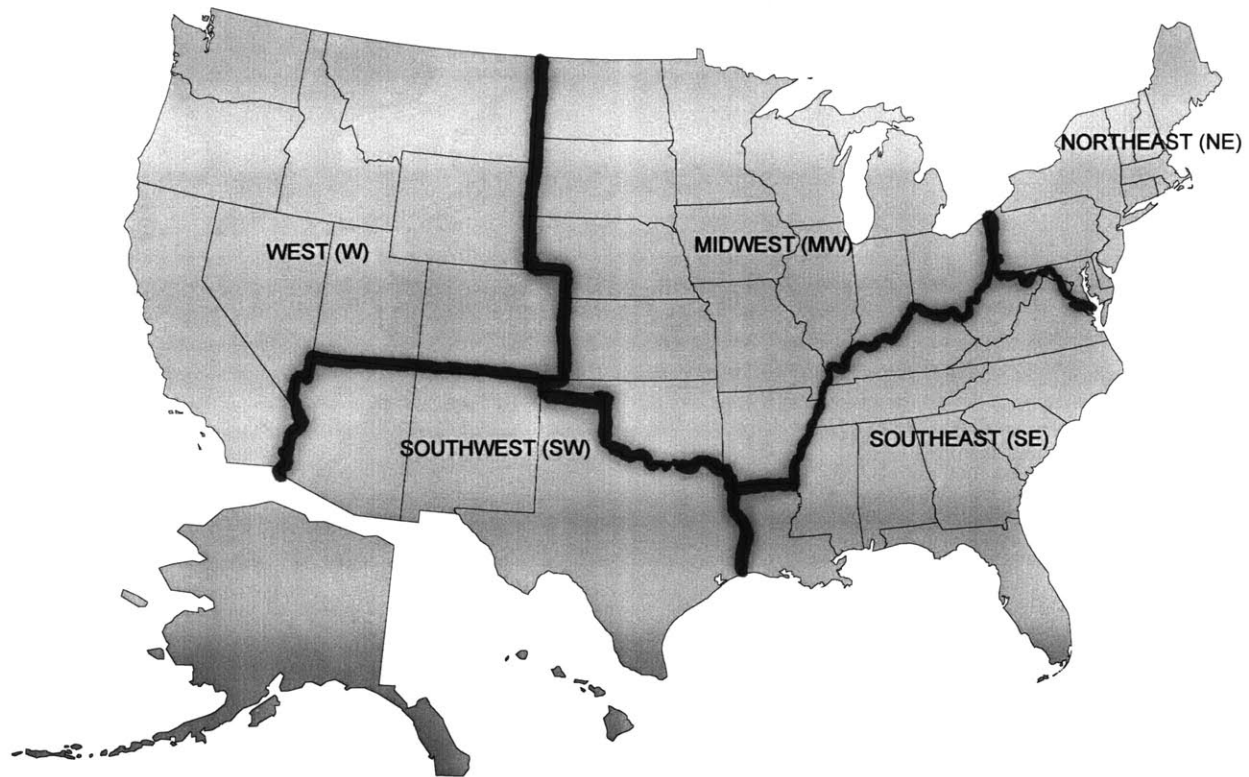 NORTHEAST (NE)
WEST (W)
MIDWEST (MW)
SOUTHWEST (SW)
SOUTHEAST (SE)